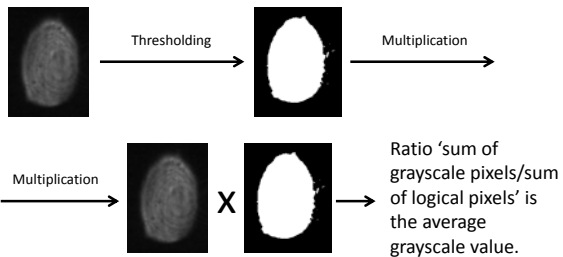 Thresholding
Multiplication
Multiplication
X
Ratio ‘sum of
grayscale pixels/sum
of logical pixels’ is
the average
grayscale value.